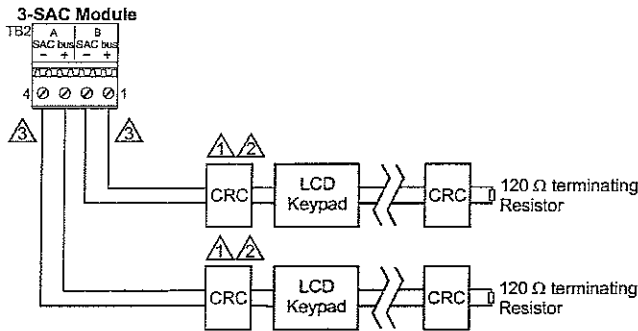 3-SAC Module
TB2
A B
SAC bus SAC bus
− + − +
4 1
3 3
1 2
CRC
LCD
Keypad
CRC
120 Ω terminating
Resistor
1 2
CRC
LCD
Keypad
CRC
120 Ω terminating
Resistor